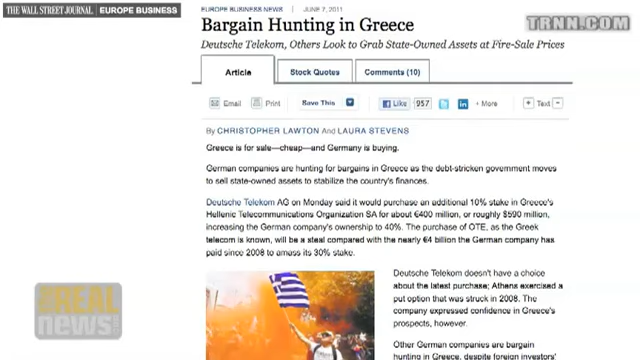 THE WALL STREET JOURNAL | EUROPE BUSINESS
EUROPE BUSINESS NEWS | JUNE 7, 2011
TRNN.COM
Bargain Hunting in Greece
Deutsche Telekom, Others Look to Grab State-Owned Assets at Fire-Sale Prices
Article Stock Quotes Comments (10)
Email Print Save This Like 957 + More + Text -
By CHRISTOPHER LAWTON And LAURA STEVENS
Greece is for sale—cheap—and Germany is buying.
German companies are hunting for bargains in Greece as the debt-stricken government moves
to sell state-owned assets to stabilize the country's finances.
Deutsche Telekom AG on Monday said it would purchase an additional 10% stake in Greece's
Hellenic Telecommunications Organization SA for about €400 million, or roughly $590 million,
increasing the German company's ownership to 40%. The purchase of OTE, as the Greek
telecom is known, will be a steal compared with the nearly €4 billion the German company has
paid since 2008 to amass its 30% stake.
Deutsche Telekom doesn't have a choice
about the latest purchase; Athens exercised a
put option that was struck in 2008. The
company expressed confidence in Greece's
prospects, however.
Other German companies are bargain
hunting in Greece, despite foreign investors'
THE REAL
news.com